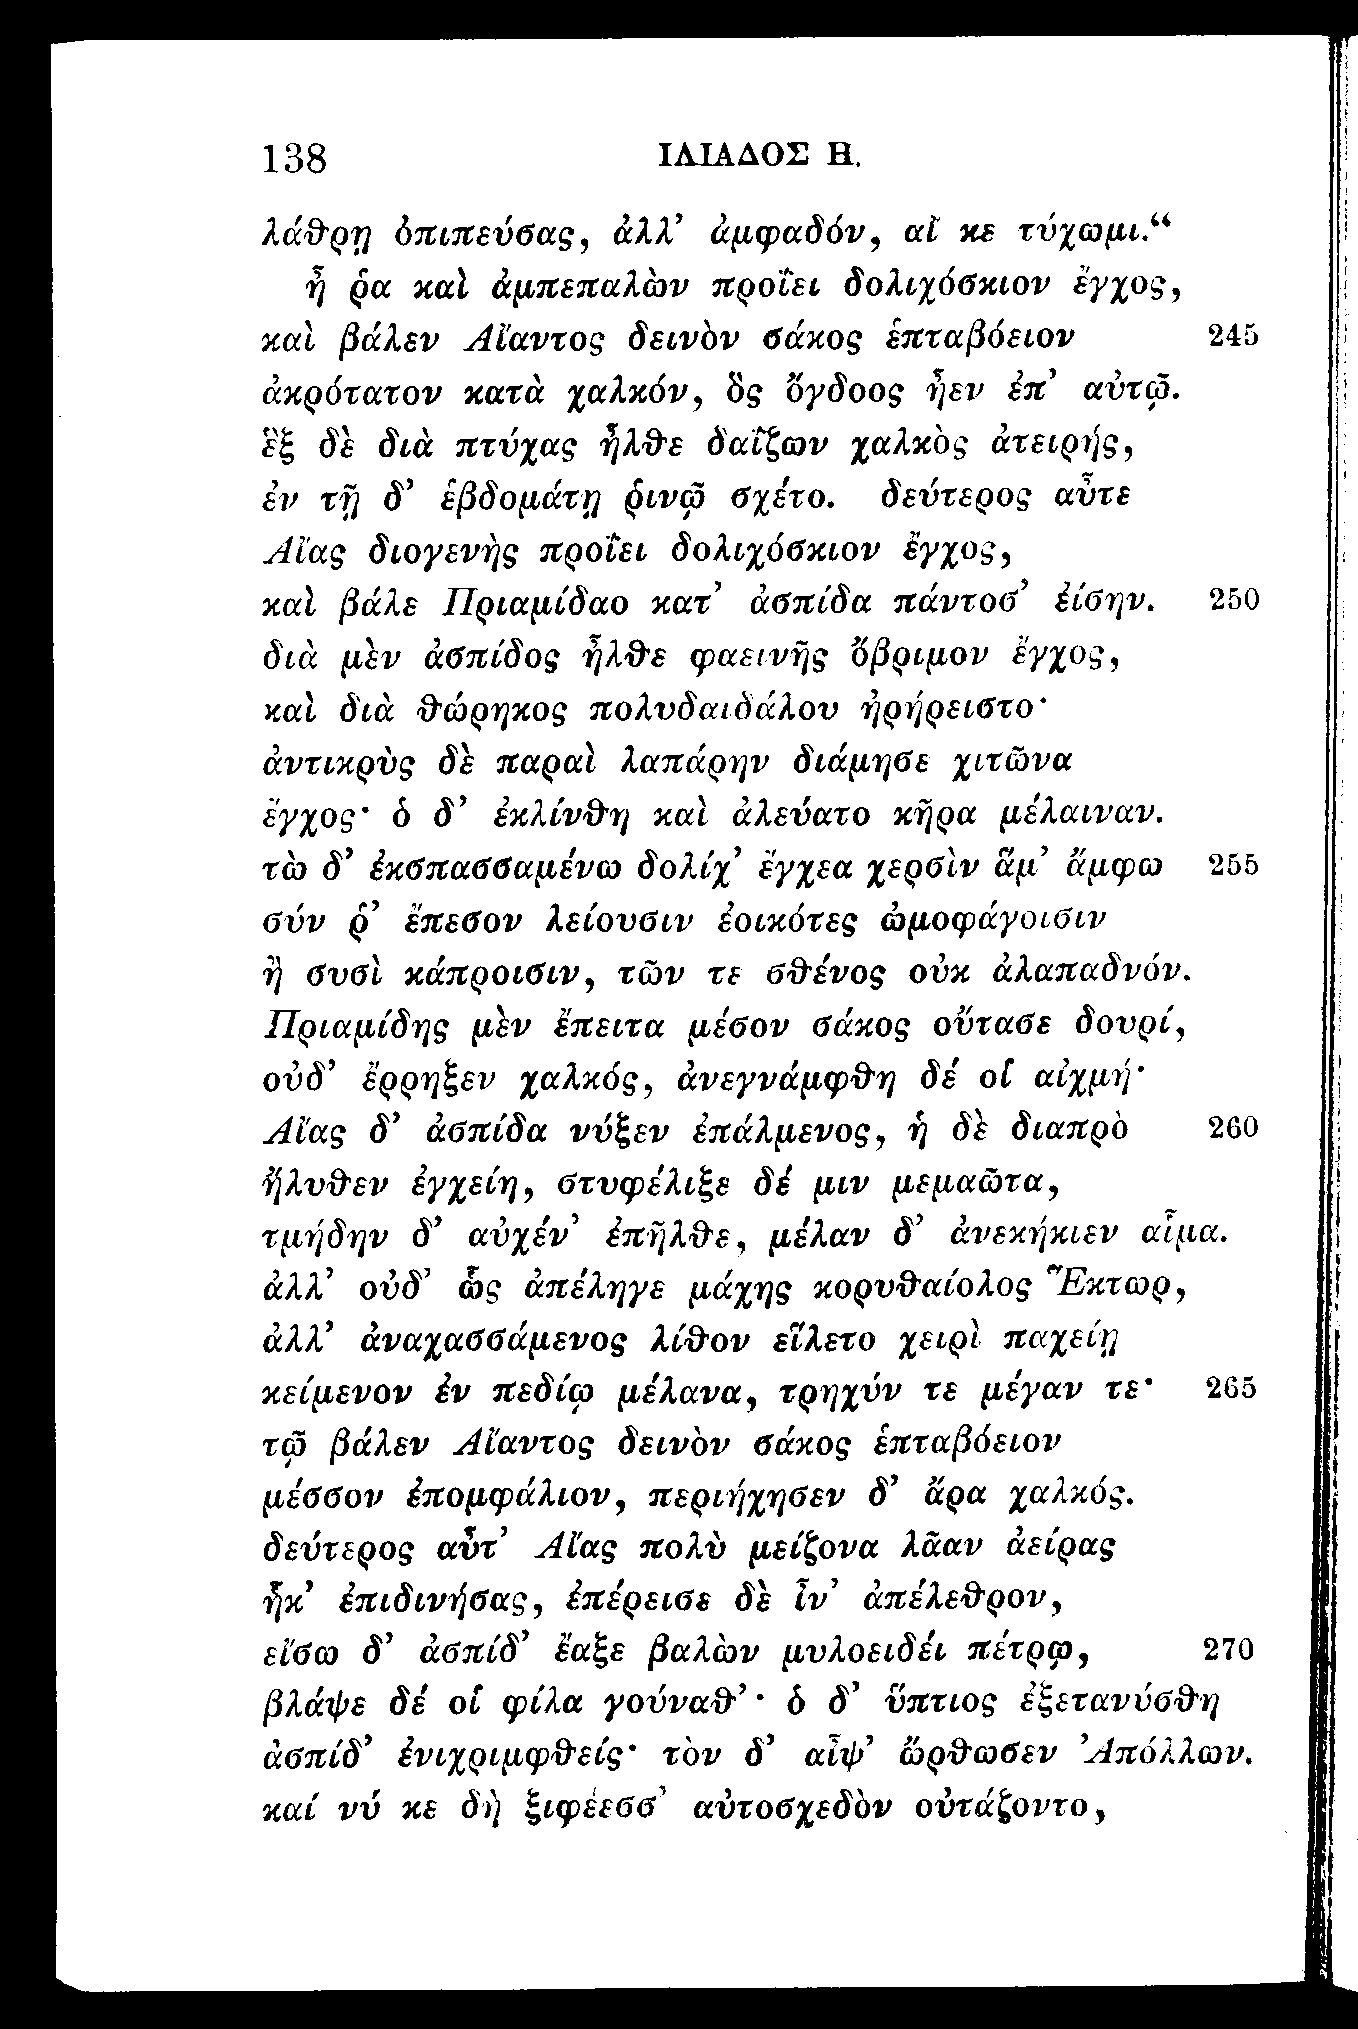 138 ΙΛΙΑΔΟΣ Η.
λάθρῃ ὀπιπεύσας, ἀλλ’ ἀμφαδόν, αἴ κε τύχωμι.“
ἦ ῥα καὶ ἀμπεπαλὼν προΐει δολιχόσκιον ἔγχος,
καὶ βάλεν Αἴαντος δεινὸν σάκος ἑπταβόειον 245
ἀκρότατον κατὰ χαλκόν, ὃς ὄγδοος ἦεν ἐπ’ αὐτῷ.
ἓξ δὲ διὰ πτύχας ἦλθε δαΐζων χαλκὸς ἀτειρής,
ἐν τῇ δ’ ἑβδομάτῃ ῥινῷ σχέτο. δεύτερος αὖτε
Αἴας διογενὴς προΐει δολιχόσκιον ἔγχος,
καὶ βάλε Πριαμίδαο κατ’ ἀσπίδα πάντοσ’ ἐίσην. 250
διὰ μὲν ἀσπίδος ἦλθε φαεινῆς ὄβριμον ἔγχος,
καὶ διὰ θώρηκος πολυδαιδάλου ἠρήρειστο·
ἀντικρὺς δὲ παραὶ λαπάρην διάμησε χιτῶνα
ἔγχος· ὁ δ’ ἐκλίνθη καὶ ἀλεύατο κῆρα μέλαιναν.
τὼ δ’ ἐκσπασσαμένω δολίχ’ ἔγχεα χερσὶν ἅμ’ ἄμφω 255
σύν ῥ’ ἔπεσον λείουσιν ἐοικότες ὠμοφάγοισιν
ἢ συσὶ κάπροισιν, τῶν τε σθένος οὐκ ἀλαπαδνόν.
Πριαμίδης μὲν ἔπειτα μέσον σάκος οὔτασε δουρί,
οὐδ’ ἔρρηξεν χαλκός, ἀνεγνάμφθη δέ οἱ αἰχμή·
Αἴας δ’ ἀσπίδα νύξεν ἐπάλμενος, ἡ δὲ διαπρὸ 260
ἤλυθεν ἐγχείη, στυφέλιξε δέ μιν μεμαῶτα,
τμήδην δ’ αὐχέν’ ἐπῆλθε, μέλαν δ’ ἀνεκήκιεν αἷμα.
ἀλλ’ οὐδ’ ὧς ἀπέληγε μάχης κορυθαίολος Ἕκτωρ,
ἀλλ’ ἀναχασσάμενος λίθον εἵλετο χειρὶ παχείῃ
κείμενον ἐν πεδίῳ μέλανα, τρηχύν τε μέγαν τε· 265
τῷ βάλεν Αἴαντος δεινὸν σάκος ἑπταβόειον
μέσσον ἐπομφάλιον, περιήχησεν δ’ ἄρα χαλκός.
δεύτερος αὖτ’ Αἴας πολὺ μείζονα λᾶαν ἀείρας
ἧκ’ ἐπιδινήσας, ἐπέρεισε δὲ ἶν’ ἀπέλεθρον,
εἴσω δ’ ἀσπίδ’ ἔαξε βαλὼν μυλοειδέι πέτρῳ, 270
βλάψε δέ οἱ φίλα γούναθ’· ὁ δ’ ὕπτιος ἐξετανύσθη
ἀσπίδ’ ἐνιχριμφθείς· τὸν δ’ αἶψ’ ὤρθωσεν Ἀπόλλων.
καί νύ κε δὴ ξιφέεσσ’ αὐτοσχεδὸν οὐτάζοντο,